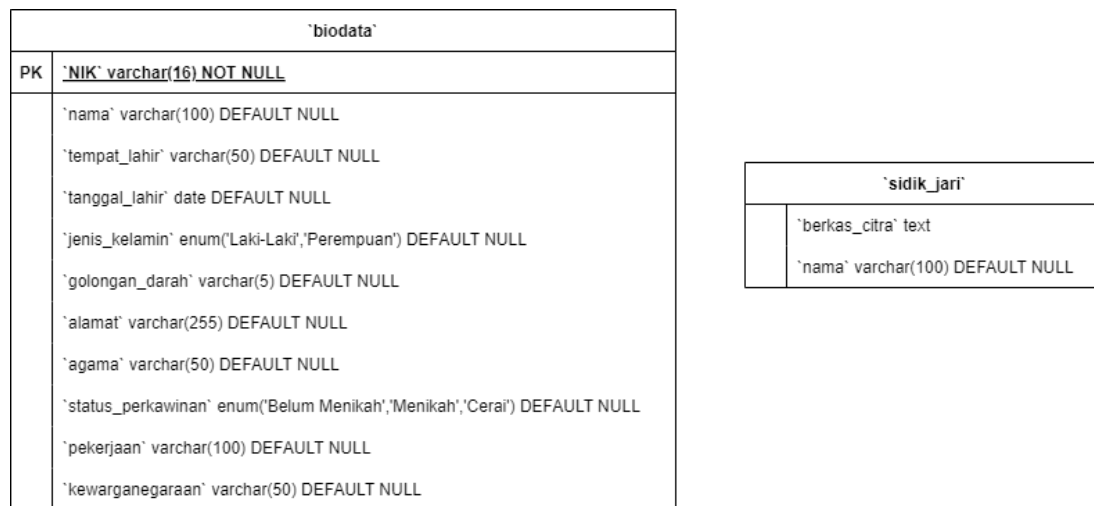 `biodata`
PK `NIK` varchar(16) NOT NULL
`nama` varchar(100) DEFAULT NULL
`tempat_lahir` varchar(50) DEFAULT NULL
`tanggal_lahir` date DEFAULT NULL
`jenis_kelamin` enum('Laki-Laki','Perempuan') DEFAULT NULL
`golongan_darah` varchar(5) DEFAULT NULL
`alamat` varchar(255) DEFAULT NULL
`agama` varchar(50) DEFAULT NULL
`status_perkawinan` enum('Belum Menikah','Menikah','Cerai') DEFAULT NULL
`pekerjaan` varchar(100) DEFAULT NULL
`kewarganegaraan` varchar(50) DEFAULT NULL
`sidik_jari`
`berkas_citra` text
`nama` varchar(100) DEFAULT NULL